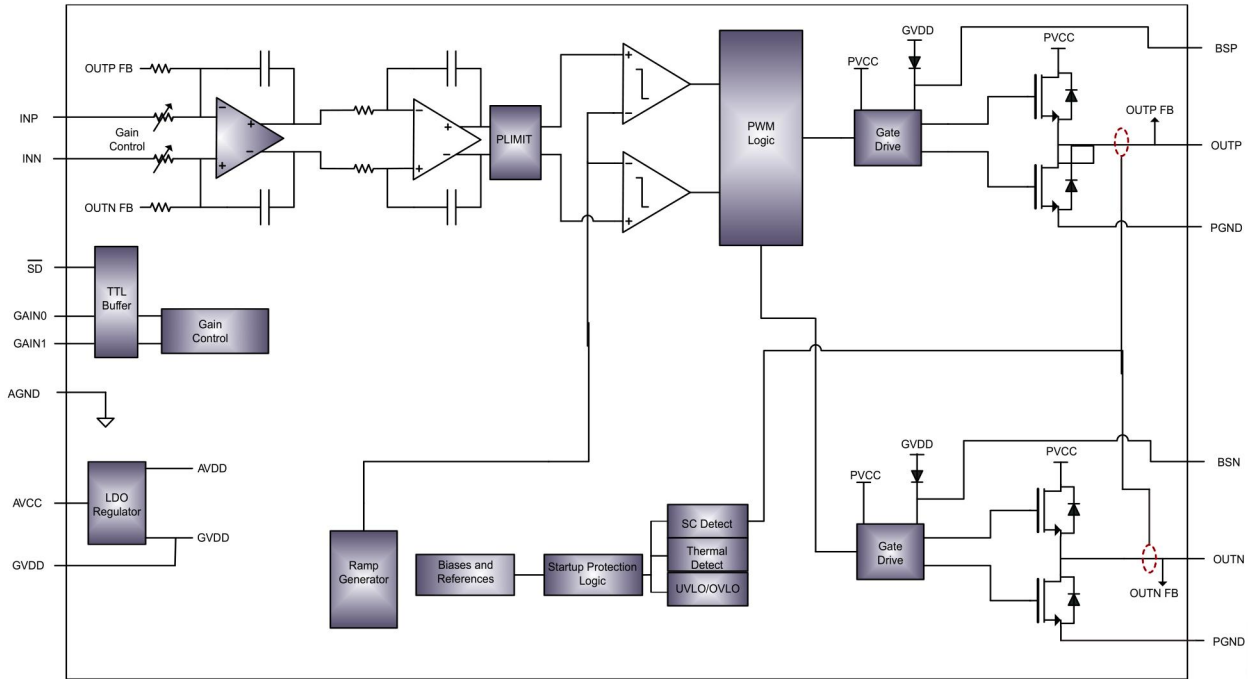 OUTP FB
INP
Gain
Control
INN
OUTN FB
PLIMIT
PWM
Logic
PVCC
GVDD
Gate
Drive
PVCC
BSP
OUTP FB
OUTP
PGND
SD
GAIN0
GAIN1
TTL
Buffer
Gain
Control
AGND
AVCC
LDO
Regulator
AVDD
GVDD
GVDD
Ramp
Generator
Biases and
References
Startup Protection
Logic
SC Detect
Thermal
Detect
UVLO/OVLO
PVCC
GVDD
Gate
Drive
PVCC
BSN
OUTN
OUTN FB
PGND